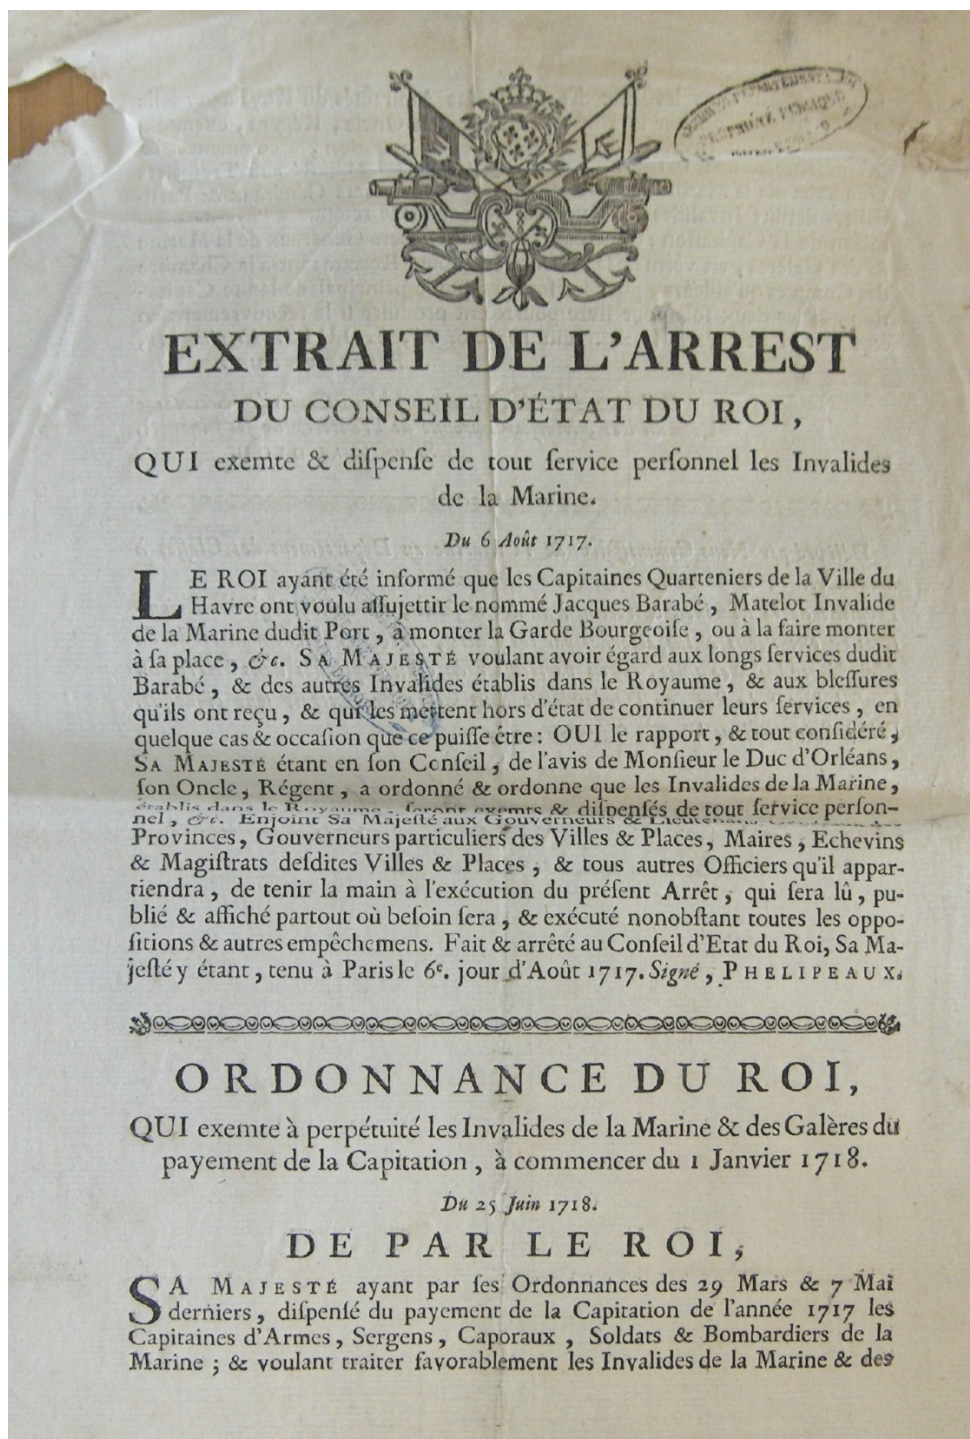 EXTRAIT DE L'ARREST
DU CONSEIL D'ÉTAT DU ROI,
QUI exemte & diſpenſe de tout ſervice perſonnel les Invalides
de la Marine.
Du 6 Août 1717.
LE ROI ayant été informé que les Capitaines Quarteniers de la Ville du
Havre ont voulu aſſujettir le nommé Jacques Barabé, Matelot Invalide
de la Marine dudit Port, à monter la Garde Bourgeoiſe, ou à la faire monter
à ſa place, &c. SA MAJESTÉ voulant avoir égard aux longs ſervices dudit
Barabé, & des autres Invalides établis dans le Royaume, & aux bleſſures
qu'ils ont reçu, & qui les mettent hors d'état de continuer leurs ſervices, en
quelque cas & occaſion que ce puiſſe être: OUI le rapport, & tout conſidéré,
SA MAJESTÉ étant en ſon Conſeil, de l'avis de Monſieur le Duc d'Orléans,
ſon Oncle, Régent, a ordonné & ordonne que les Invalides de la Marine,
établis dans le Royaume, ſeront exemts & diſpenſés de tout ſervice perſon-
nel, &c. Enjoint Sa Majeſté aux Gouverneurs &
Provinces, Gouverneurs particuliers des Villes & Places, Maires, Echevins
& Magiſtrats deſdites Villes & Places, & tous autres Officiers qu'il appar-
tiendra, de tenir la main à l'exécution du préſent Arrêt, qui ſera lû, pu-
blié & affiché partout où beſoin ſera, & exécuté nonobſtant toutes les oppo-
ſitions & autres empêchemens. Fait & arrêté au Conſeil d'Etat du Roi, Sa Ma-
jeſté y étant, tenu à Paris le 6e. jour d'Août 1717. Signé, PHELIPEAUX.
ORDONNANCE DU ROI,
QUI exemte à perpétuité les Invalides de la Marine & des Galères du
payement de la Capitation, à commencer du 1 Janvier 1718.
Du 25 Juin 1718.
DE PAR LE ROI,
SA MAJESTÉ ayant par ſes Ordonnances des 29 Mars & 7 Mai
derniers, diſpenſé du payement de la Capitation de l'année 1717 les
Capitaines d'Armes, Sergens, Caporaux, Soldats & Bombardiers de la
Marine; & voulant traiter favorablement les Invalides de la Marine & des